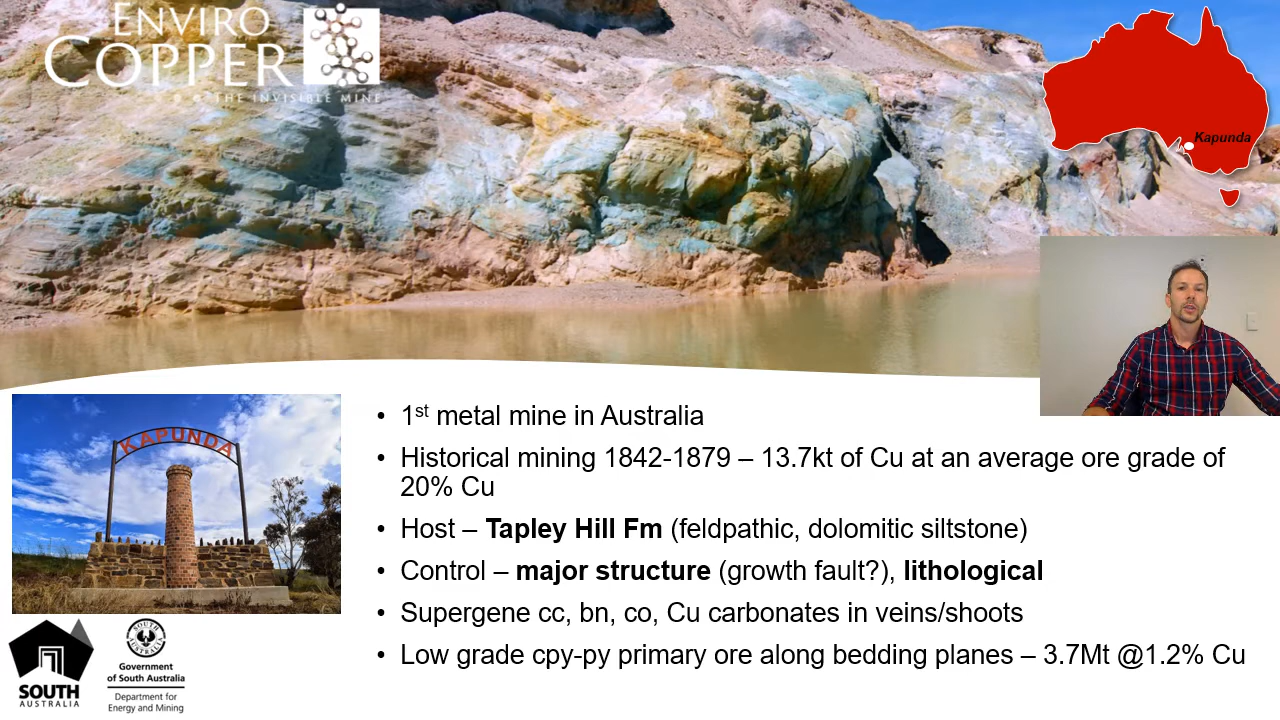 ENVIRO
COPPER
THE INVISIBLE MINE
Kapunda
KAPUNDA
• 1st metal mine in Australia
• Historical mining 1842-1879 – 13.7kt of Cu at an average ore grade of
20% Cu
• Host – Tapley Hill Fm (feldpathic, dolomitic siltstone)
• Control – major structure (growth fault?), lithological
• Supergene cc, bn, co, Cu carbonates in veins/shoots
• Low grade cpy-py primary ore along bedding planes – 3.7Mt @1.2% Cu
SOUTH
AUSTRALIA
SOUTH
AUSTRALIA
Government
of South Australia
Department for
Energy and Mining